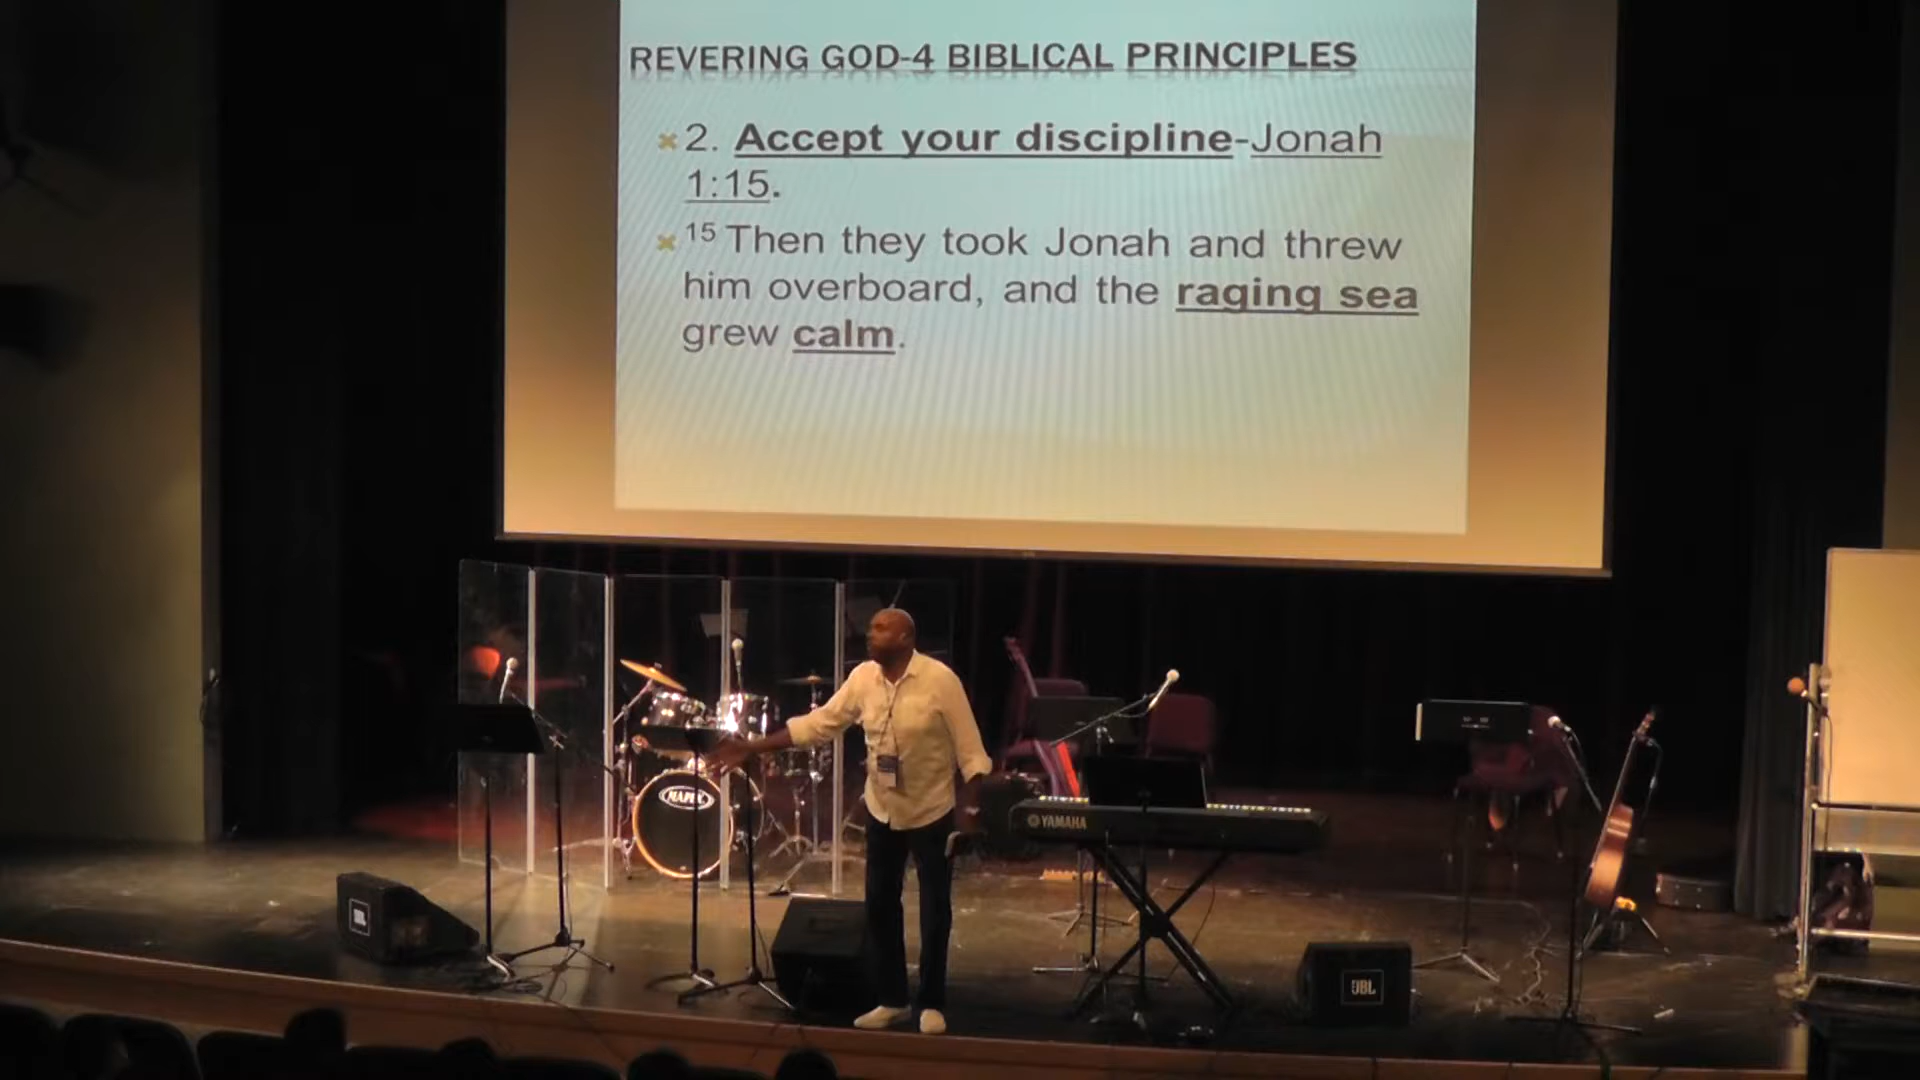 REVERING GOD-4 BIBLICAL PRINCIPLES
2. Accept your discipline-Jonah
1:15.
15 Then they took Jonah and threw
him overboard, and the raging sea
grew calm.
MAPEX
YAMAHA
JBL
JBL